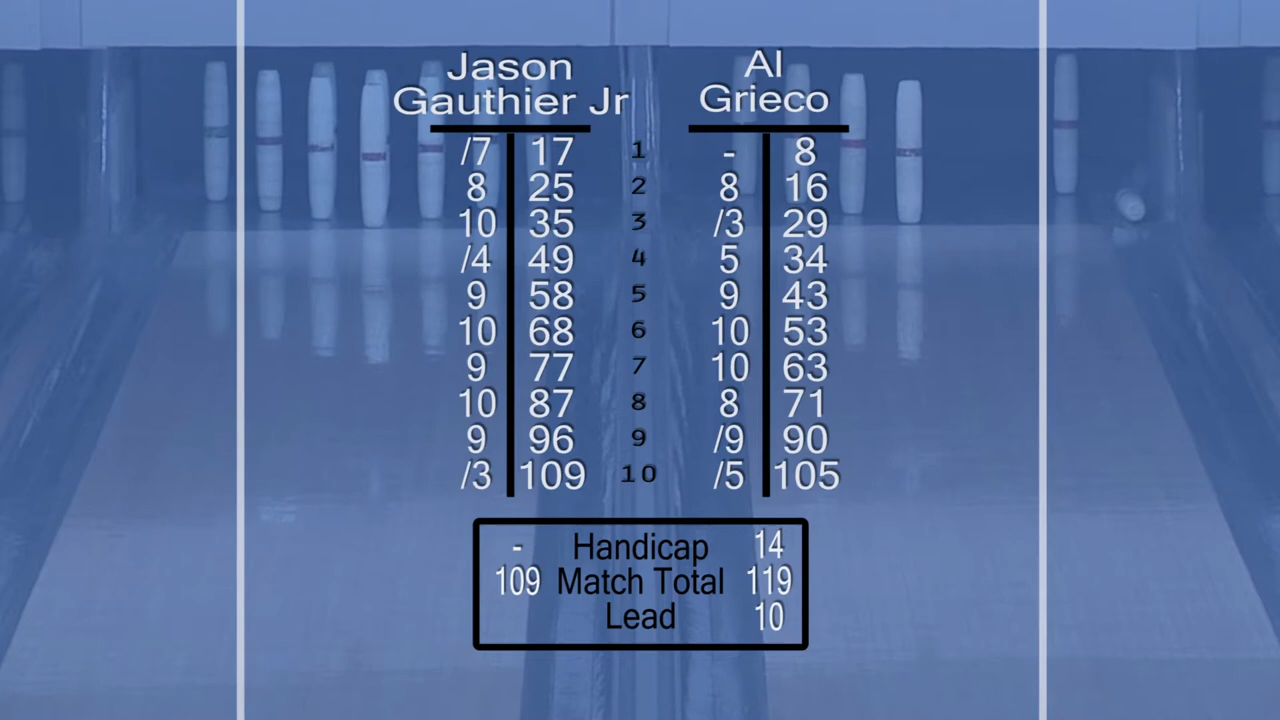 Jason
Gauthier Jr
Al
Grieco
/7 17 1 - 8
8 25 2 8 16
10 35 3 /3 29
/4 49 4 5 34
9 58 5 9 43
10 68 6 10 53
9 77 7 10 63
10 87 8 8 71
9 96 9 /9 90
/3 109 10 /5 105
- Handicap 14
109 Match Total 119
Lead 10